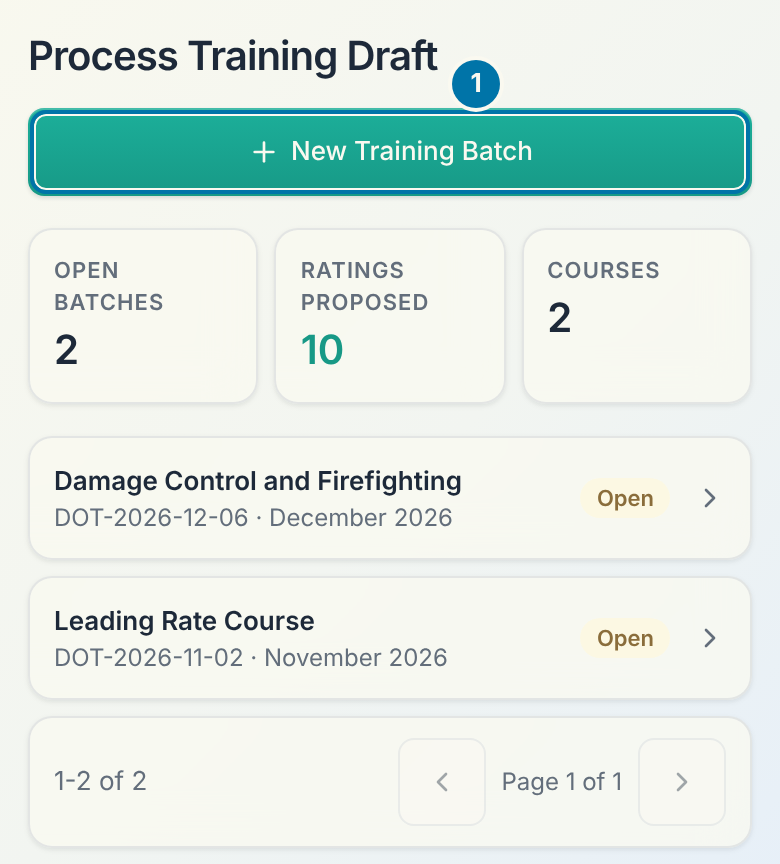 Process Training Draft
1
+ New Training Batch
OPEN
BATCHES
2
RATINGS
PROPOSED
10
COURSES
2
Damage Control and Firefighting
DOT-2026-12-06 · December 2026
Open
Leading Rate Course
DOT-2026-11-02 · November 2026
Open
1-2 of 2
Page 1 of 1